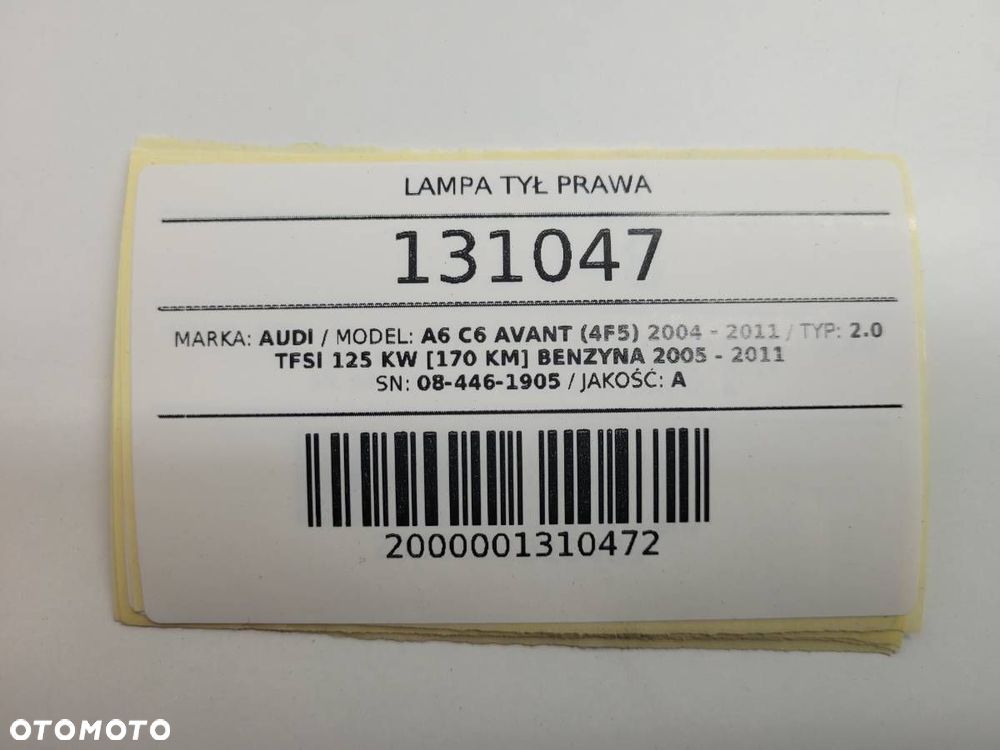 LAMPA TYŁ PRAWA
131047
MARKA: AUDI / MODEL: A6 C6 AVANT (4F5) 2004 - 2011 / TYP: 2.0
TFSI 125 KW [170 KM] BENZYNA 2005 - 2011
SN: 08-446-1905 / JAKOŚĆ: A
2000001310472
OTOMOTO